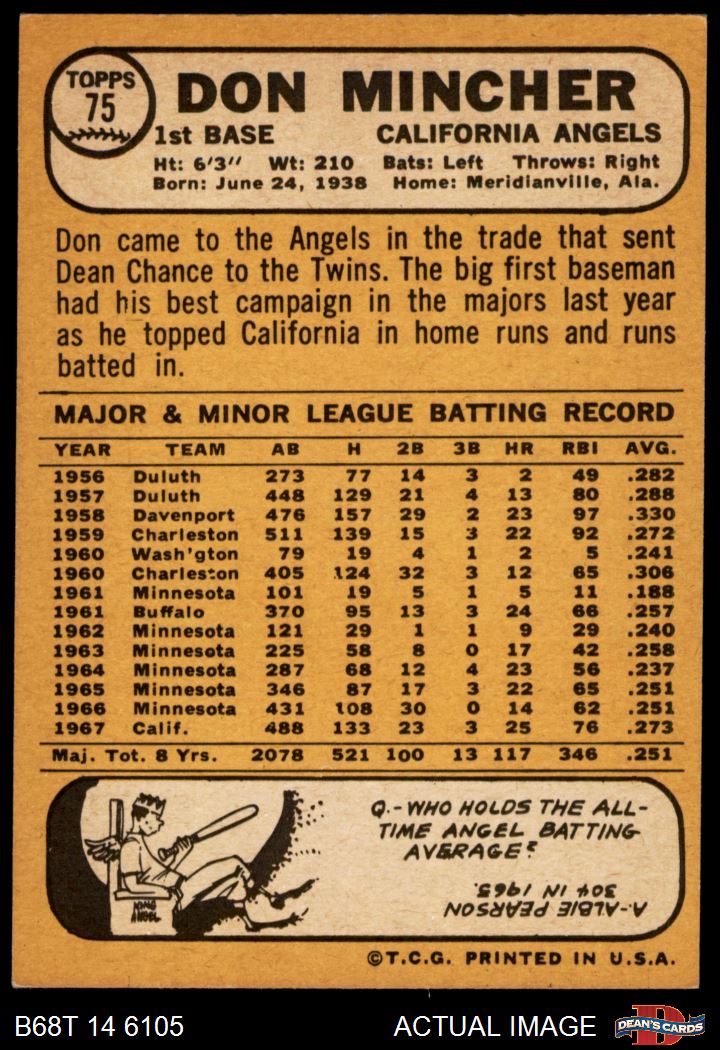 TOPPS
75
DON MINCHER
1st BASE CALIFORNIA ANGELS
Ht: 6'3" Wt: 210 Bats: Left Throws: Right
Born: June 24, 1938 Home: Meridianville, Ala.
Don came to the Angels in the trade that sent
Dean Chance to the Twins. The big first baseman
had his best campaign in the majors last year
as he topped California in home runs and runs
batted in.
MAJOR & MINOR LEAGUE BATTING RECORD
YEAR TEAM AB H 2B 3B HR RBI AVG.
1956 Duluth 273 77 14 3 2 49 .282
1957 Duluth 448 129 21 4 13 80 .288
1958 Davenport 476 157 29 2 23 97 .330
1959 Charleston 511 139 15 3 22 92 .272
1960 Wash'gton 79 19 4 1 2 5 .241
1960 Charleston 405 124 32 3 12 65 .306
1961 Minnesota 101 19 5 1 5 11 .188
1961 Buffalo 370 95 13 3 24 66 .257
1962 Minnesota 121 29 1 1 9 29 .240
1963 Minnesota 225 58 8 0 17 42 .258
1964 Minnesota 287 68 12 4 23 56 .237
1965 Minnesota 346 87 17 3 22 65 .251
1966 Minnesota 431 108 30 0 14 62 .251
1967 Calif. 488 133 23 3 25 76 .273
Maj. Tot. 8 Yrs. 2078 521 100 13 117 346 .251
KING
ANGEL
Q.-WHO HOLDS THE ALL-
TIME ANGEL BATTING
AVERAGE?
A-ALBIE PEARSON
304 IN 1963.
©T.C.G. PRINTED IN U.S.A.
B68T 14 6105 ACTUAL IMAGE
DEAN'S CARDS